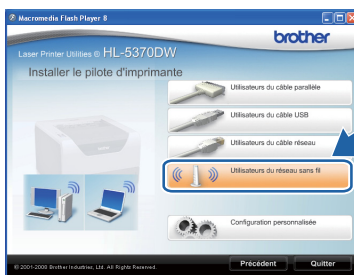 Macromedia Flash Player 8
brother
Laser Printer Utilities ® HL-5370DW
Installer le pilote d'imprimante
Utilisateurs du câble parallèle
Utilisateurs du câble USB
Utilisateurs du câble réseau
Utilisateurs du réseau sans fil
Configuration personnalisée
© 2001-2008 Brother Industries, Ltd. All Rights Reserved.
Précédent
Quitter